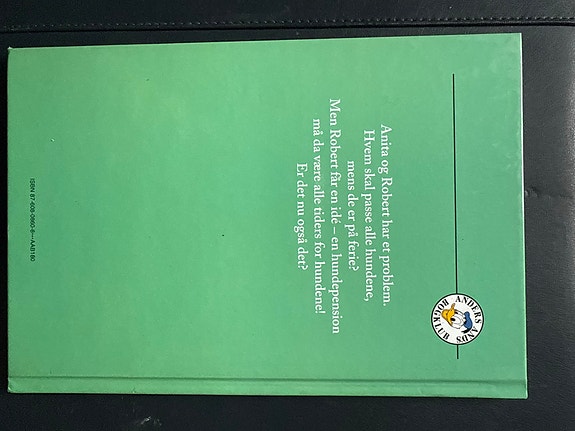 ANDERS ANDS
BOGKLUB
Anita og Robert har et problem.
Hvem skal passe alle hundene,
mens de er på ferie?
Men Robert får en idé – en hundepension
må da være alle tiders for hundene!
Er det nu også det?